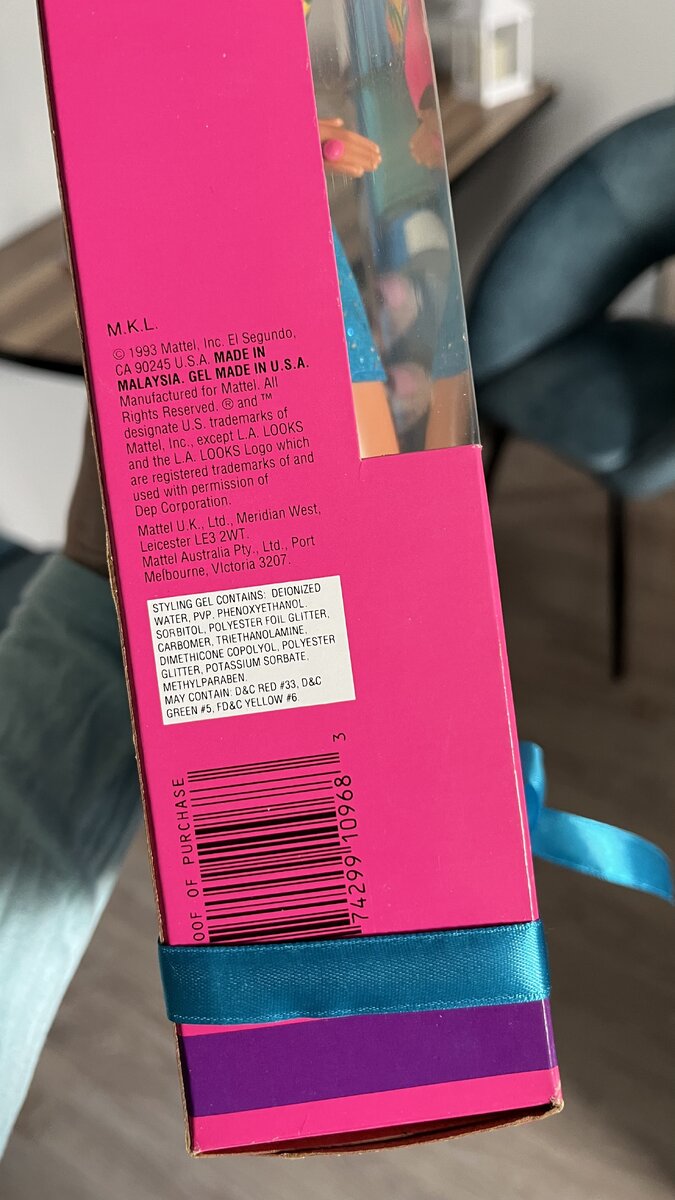 M.K.L.
© 1993 Mattel, Inc. El Segundo,
CA 90245 U.S.A. MADE IN
MALAYSIA. GEL MADE IN U.S.A.
Manufactured for Mattel. All
Rights Reserved. ® and ™
designate U.S. trademarks of
Mattel, Inc., except L.A. LOOKS
and the L.A. LOOKS Logo which
are registered trademarks of and
used with permission of
Dep Corporation.
Mattel U.K., Ltd., Meridian West,
Leicester LE3 2WT.
Mattel Australia Pty., Ltd., Port
Melbourne, VIctoria 3207.
STYLING GEL CONTAINS: DEIONIZED
WATER, PVP, PHENOXYETHANOL,
SORBITOL, POLYESTER FOIL GLITTER,
CARBOMER, TRIETHANOLAMINE,
DIMETHICONE COPOLYOL, POLYESTER
GLITTER, POTASSIUM SORBATE,
METHYLPARABEN.
MAY CONTAIN: D&C RED #33, D&C
GREEN #5, FD&C YELLOW #6
OOF OF PURCHASE
74299 10968 3